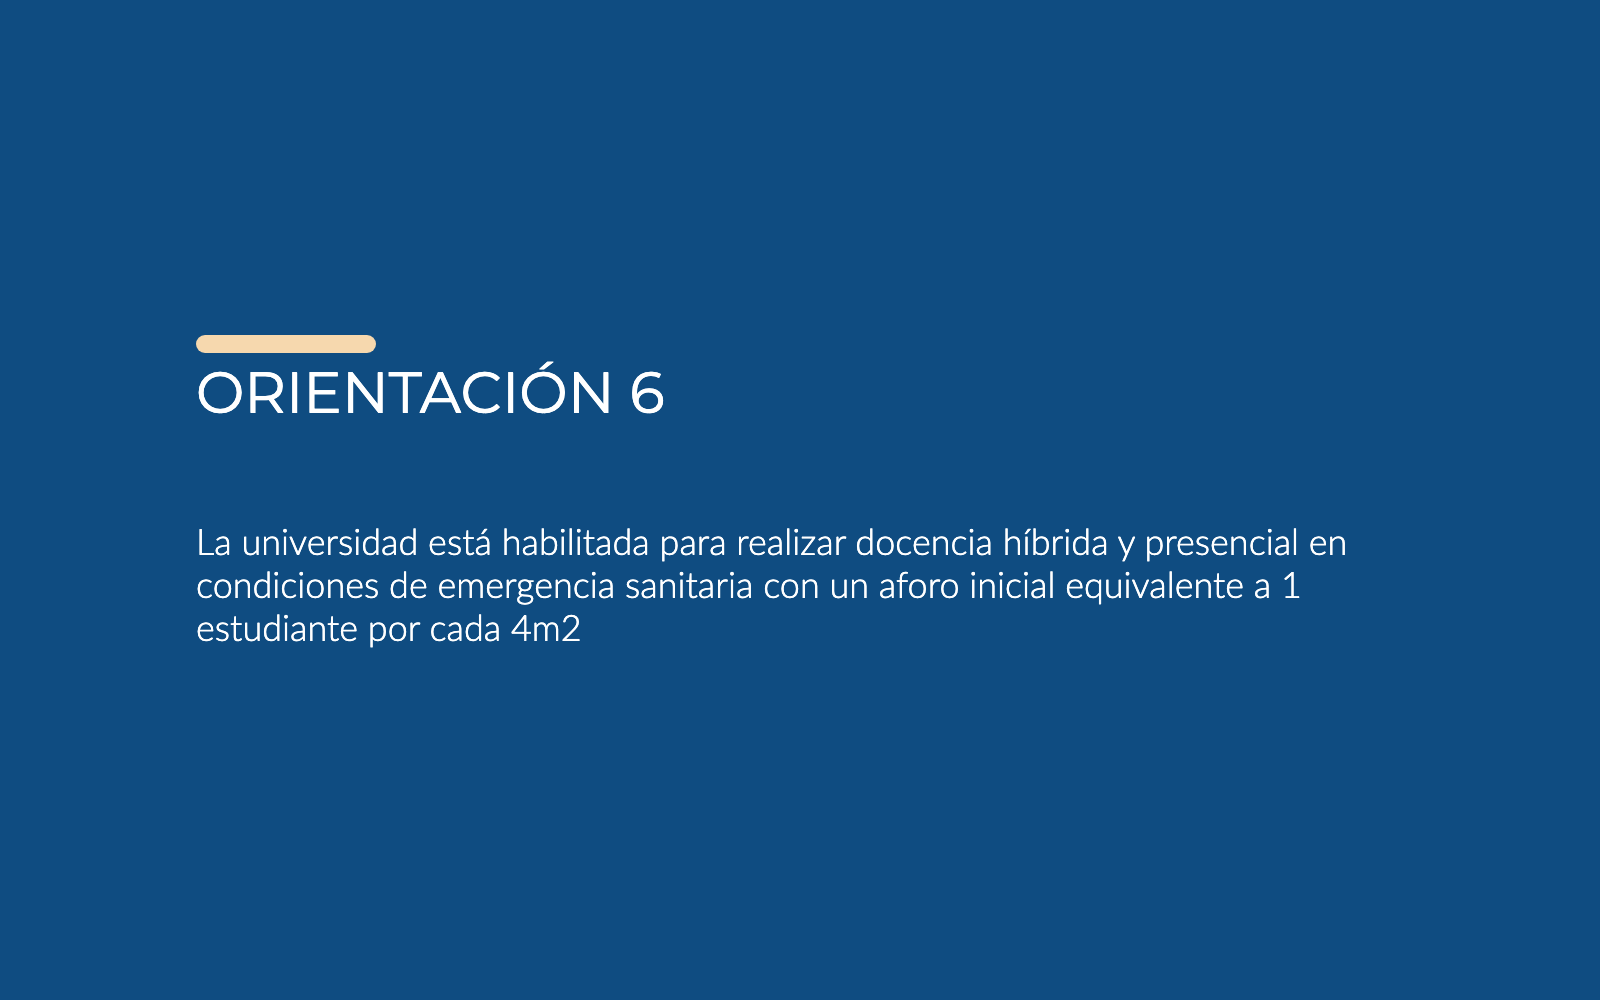 ORIENTACIÓN 6
La universidad está habilitada para realizar docencia híbrida y presencial en
condiciones de emergencia sanitaria con un aforo inicial equivalente a 1
estudiante por cada 4m2